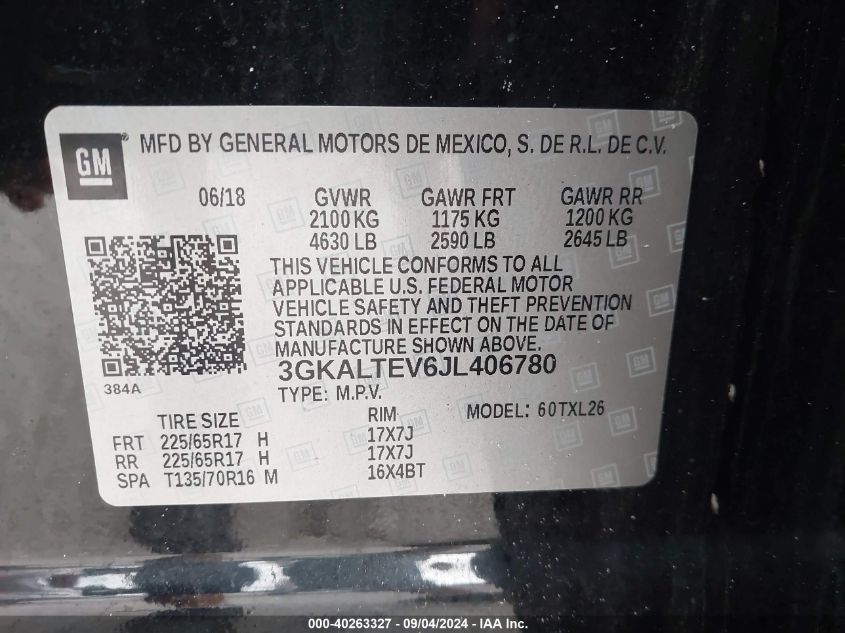 GM ® MFD BY GENERAL MOTORS DE MEXICO, S. DE R.L. DE C.V.
06/18 GVWR GAWR FRT GAWR RR
2100 KG 1175 KG 1200 KG
4630 LB 2590 LB 2645 LB
THIS VEHICLE CONFORMS TO ALL
APPLICABLE U.S. FEDERAL MOTOR
VEHICLE SAFETY AND THEFT PREVENTION
STANDARDS IN EFFECT ON THE DATE OF
MANUFACTURE SHOWN ABOVE.
384A
3GKALTEV6JL406780
TYPE: M.P.V.
TIRE SIZE RIM MODEL: 60TXL26
FRT 225/65R17 H 17X7J
RR 225/65R17 H 17X7J
SPA T135/70R16 M 16X4BT
000-40263327 - 09/04/2024 - IAA Inc.